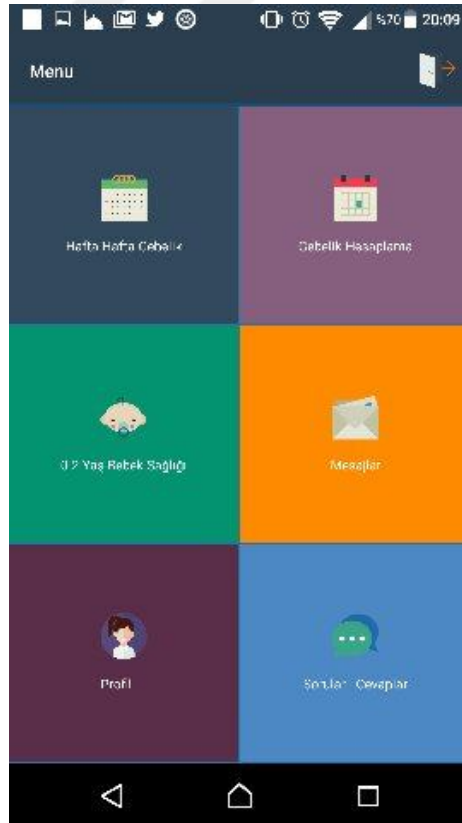 %70 20:09
Menu
Hafta Hafta Gebelik
Gebelik Hesaplama
0-2 Yaş Bebek Sağlığı
Mesajlar
Profil
Sorular - Cevaplar